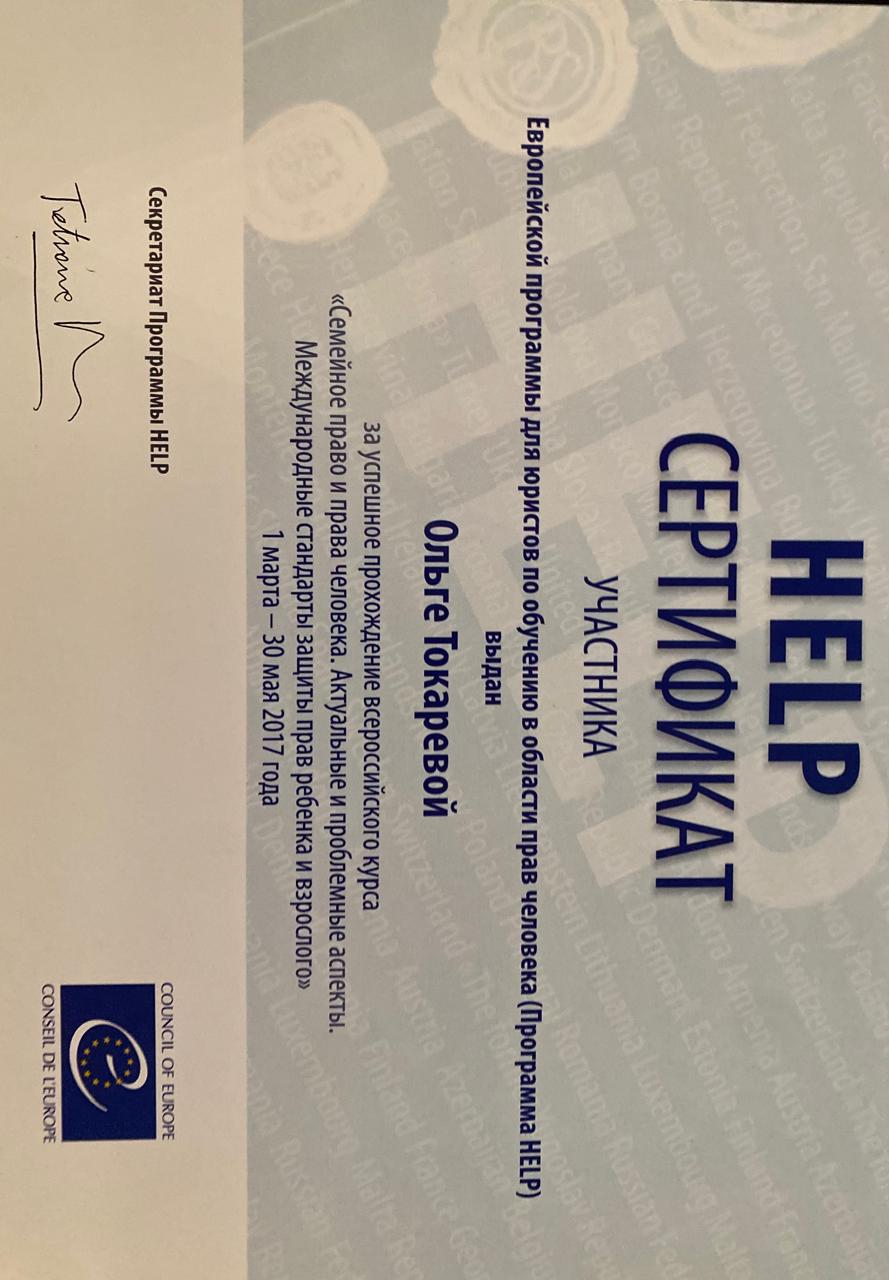 HELP
СЕРТИФИКАТ
УЧАСТНИКА
Европейской программы для юристов по обучению в области прав человека (Программа HELP)
выдан
Ольге Токаревой
за успешное прохождение всероссийского курса
«Семейное право и права человека. Актуальные и проблемные аспекты.
Международные стандарты защиты прав ребенка и взрослого»
1 марта – 30 мая 2017 года
Секретариат Программы HELP
COUNCIL OF EUROPE
CONSEIL DE L'EUROPE